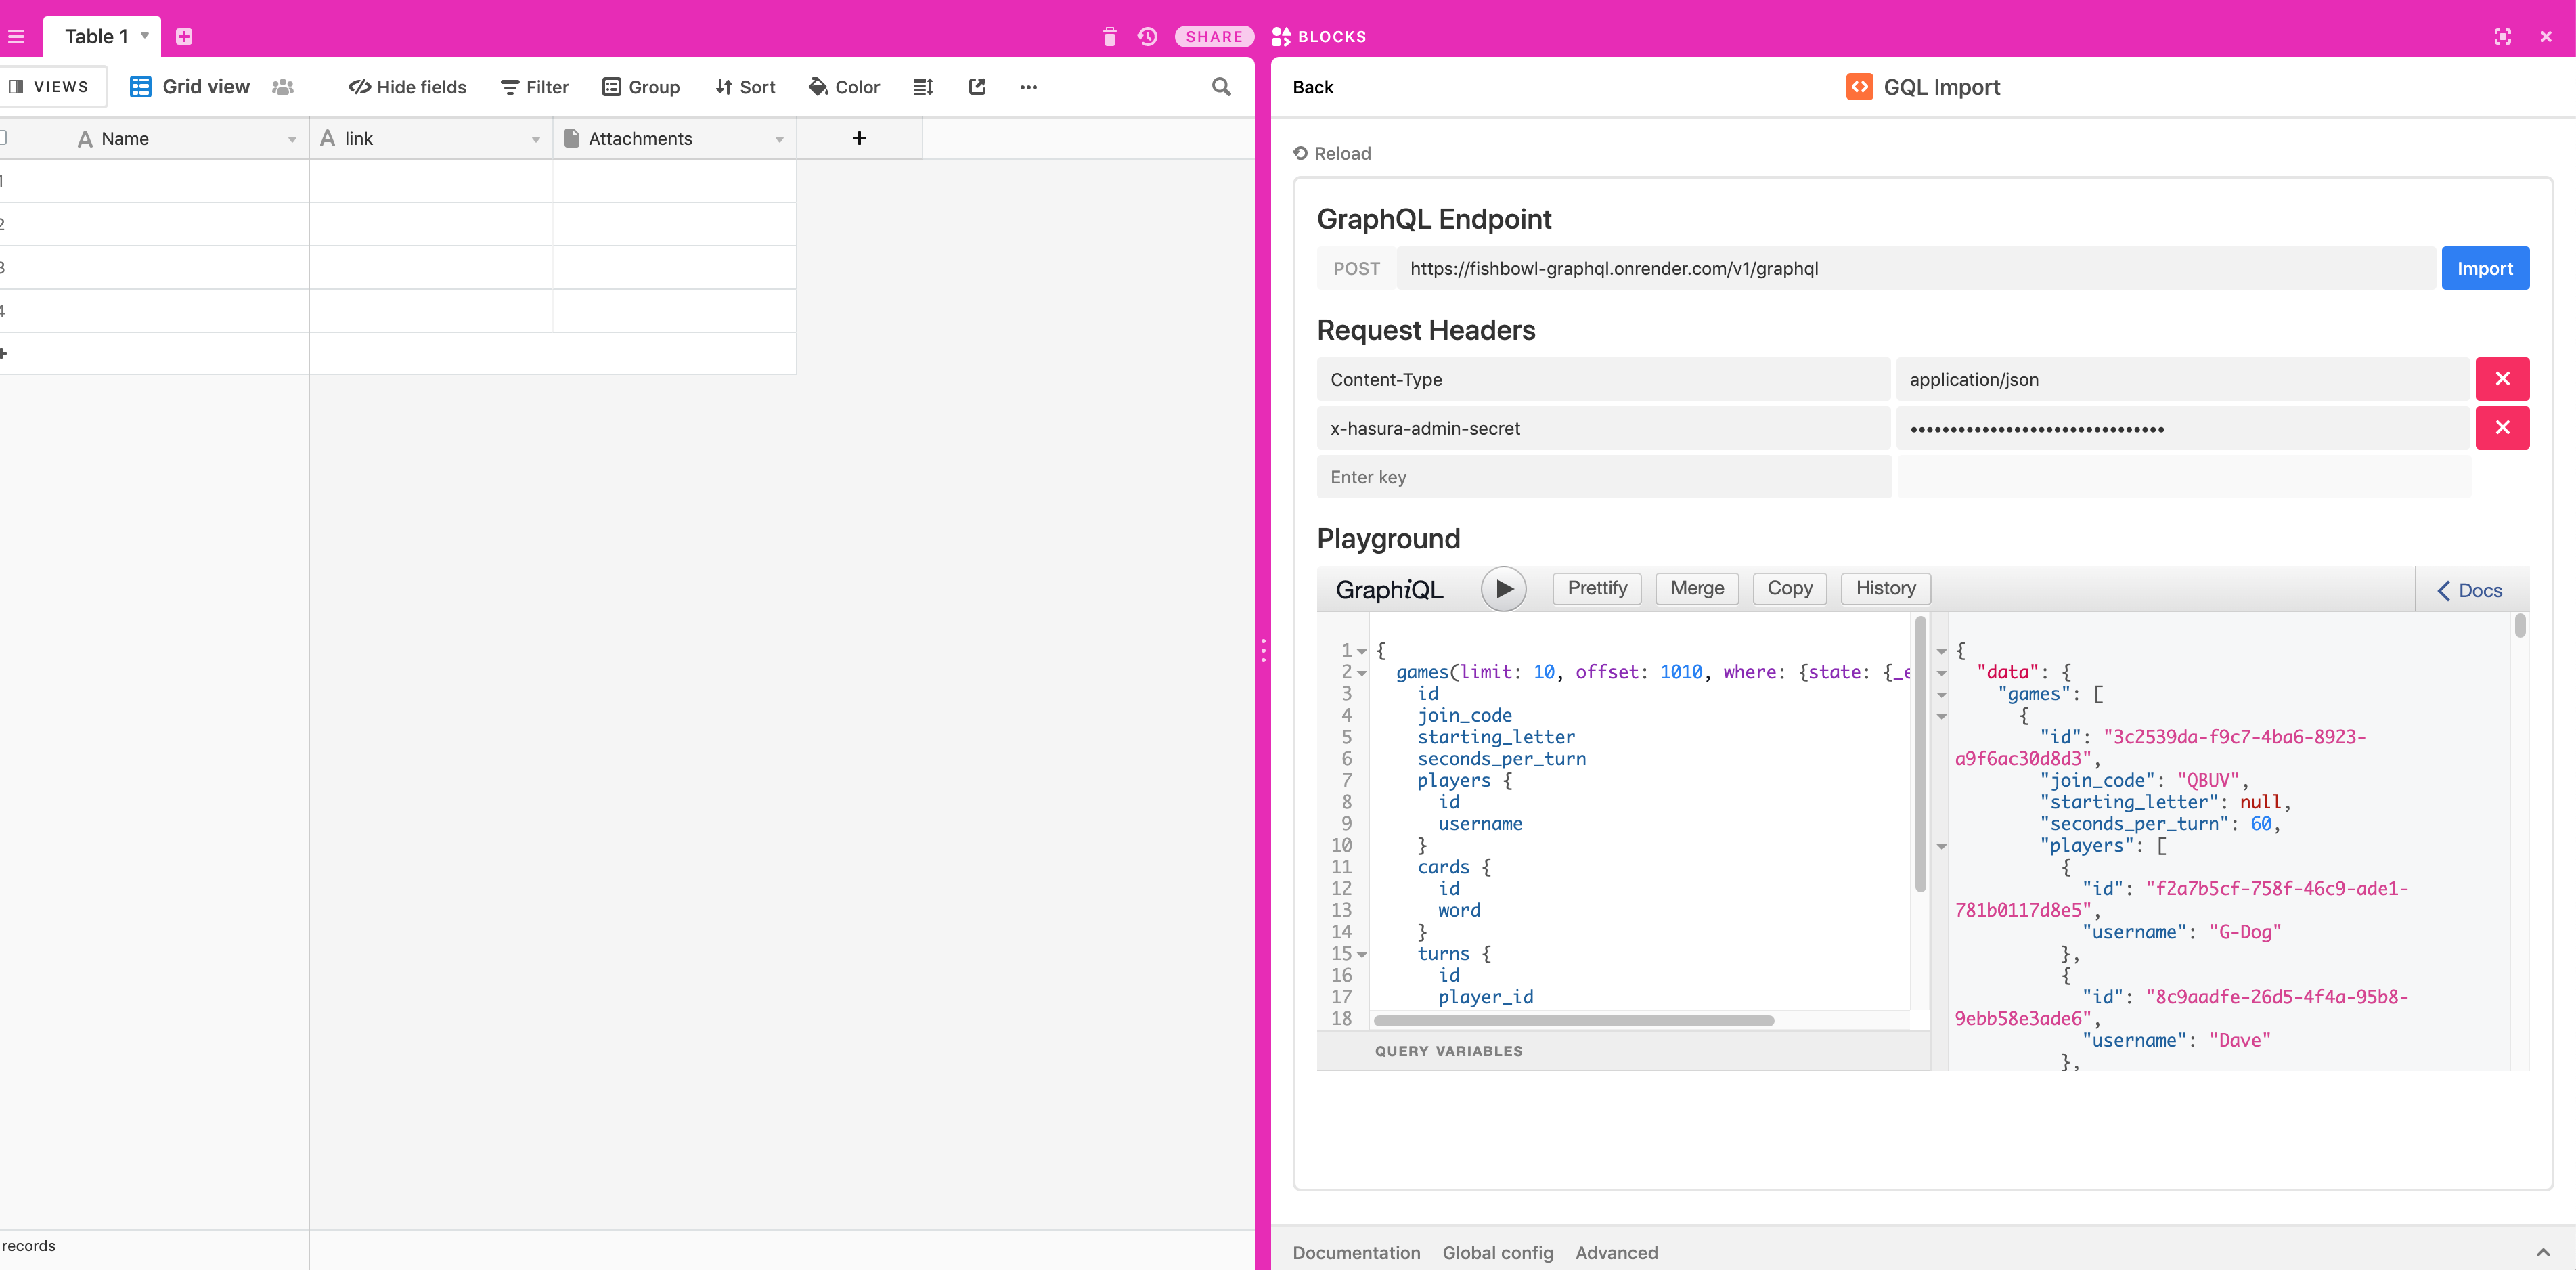 Table 1
SHARE
BLOCKS
VIEWS
Grid view
Hide fields
Filter
Group
Sort
Color
Name
link
Attachments
1
2
3
4
records
Back
GQL Import
Reload
GraphQL Endpoint
POST
https://fishbowl-graphql.onrender.com/v1/graphql
Import
Request Headers
Content-Type
application/json
x-hasura-admin-secret
••••••••••••••••••••••••••••••••
Enter key
Playground
GraphiQL
Prettify
Merge
Copy
History
Docs
1 {
2 games(limit: 10, offset: 1010, where: {state: {_e
3 id
4 join_code
5 starting_letter
6 seconds_per_turn
7 players {
8 id
9 username
10 }
11 cards {
12 id
13 word
14 }
15 turns {
16 id
17 player_id
18
QUERY VARIABLES
{
"data": {
"games": [
{
"id": "3c2539da-f9c7-4ba6-8923-
a9f6ac30d8d3",
"join_code": "QBUV",
"starting_letter": null,
"seconds_per_turn": 60,
"players": [
{
"id": "f2a7b5cf-758f-46c9-ade1-
781b0117d8e5",
"username": "G-Dog"
},
{
"id": "8c9aadfe-26d5-4f4a-95b8-
9ebb58e3ade6",
"username": "Dave"
},
Documentation
Global config
Advanced